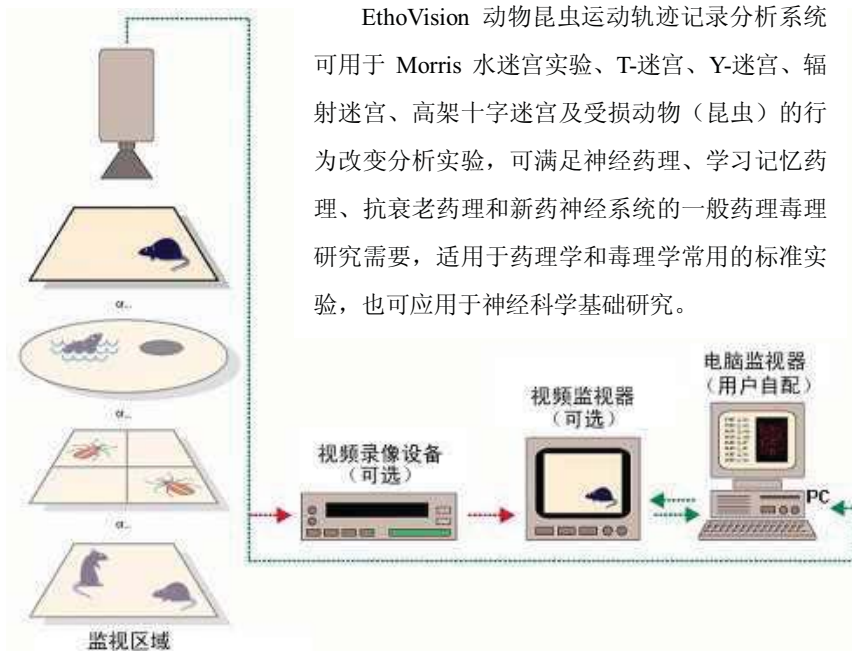 EthoVision 动物昆虫运动轨迹记录分析系统
可用于 Morris 水迷宫实验、T-迷宫、Y-迷宫、辐
射迷宫、高架十字迷宫及受损动物（昆虫）的行
为改变分析实验，可满足神经药理、学习记忆药
理、抗衰老药理和新药神经系统的一般药理毒理
研究需要，适用于药理学和毒理学常用的标准实
验，也可应用于神经科学基础研究。
or...
or...
or...
监视区域
视频录像设备
（可选）
视频监视器
（可选）
电脑监视器
（用户自配）
PC